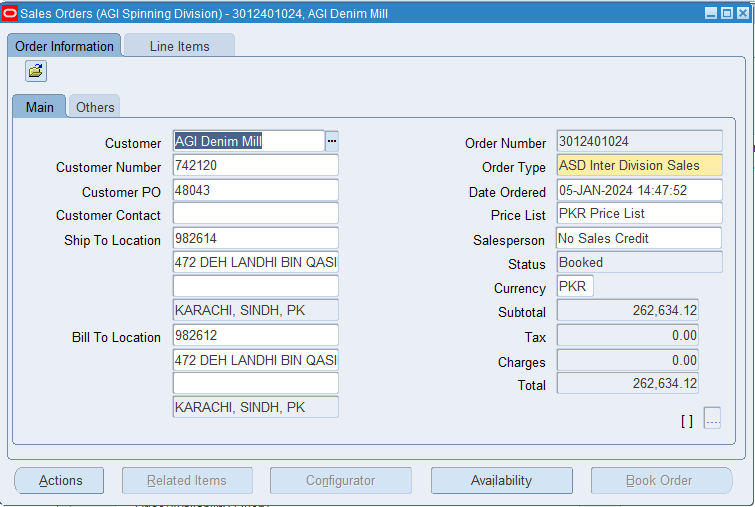 Sales Orders (AGI Spinning Division) - 3012401024, AGI Denim Mill
Order Information
Line Items
Main
Others
Customer AGI Denim Mill
Customer Number 742120
Customer PO 48043
Customer Contact
Ship To Location 982614
472 DEH LANDHI BIN QASI
KARACHI, SINDH, PK
Bill To Location 982612
472 DEH LANDHI BIN QASI
KARACHI, SINDH, PK
Order Number 3012401024
Order Type ASD Inter Division Sales
Date Ordered 05-JAN-2024 14:47:52
Price List PKR Price List
Salesperson No Sales Credit
Status Booked
Currency PKR
Subtotal 262,634.12
Tax 0.00
Charges 0.00
Total 262,634.12
[ ]
Actions
Related Items
Configurator
Availability
Book Order